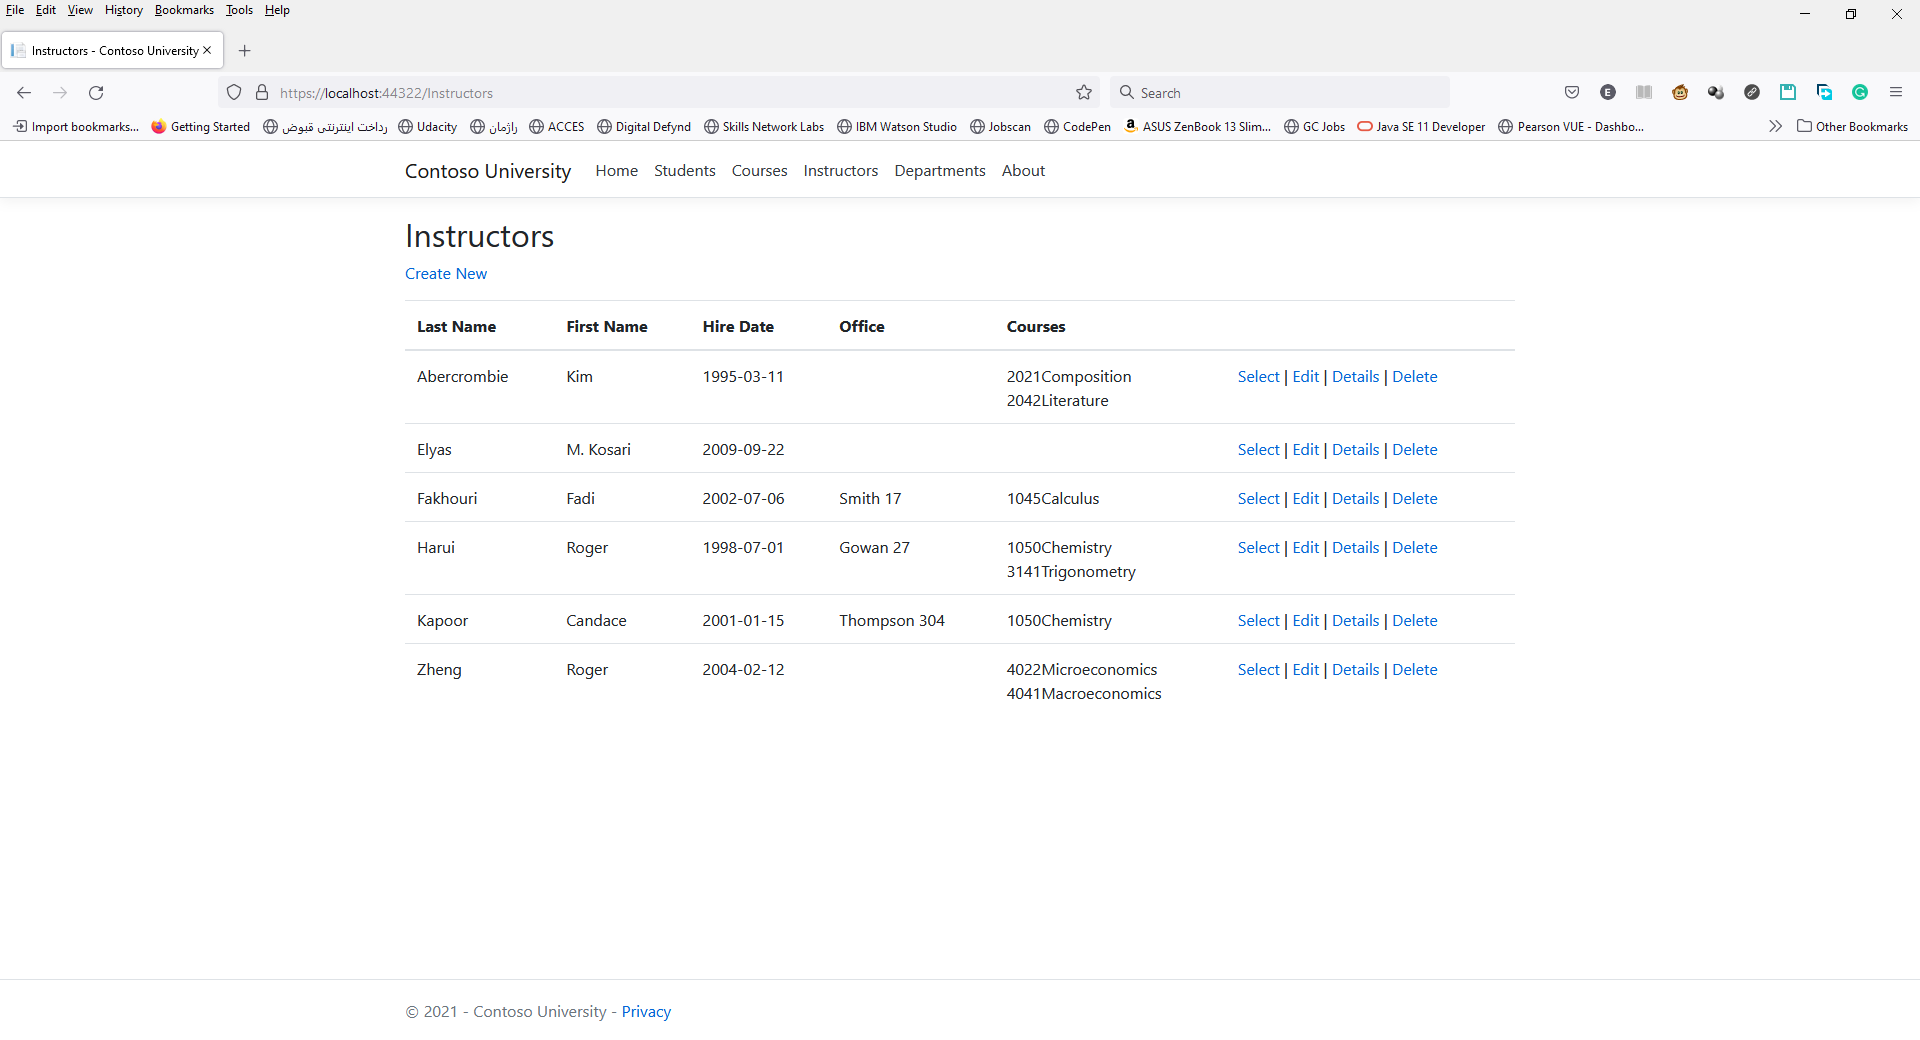 File Edit View History Bookmarks Tools Help
Instructors - Contoso University
https://localhost:44322/Instructors Search
Import bookmarks... Getting Started رداخت اینترنتی قبوض Udacity راژمان ACCES Digital Defynd Skills Network Labs IBM Watson Studio Jobscan CodePen ASUS ZenBook 13 Slim... GC Jobs Java SE 11 Developer Pearson VUE - Dashbo... Other Bookmarks
Contoso University Home Students Courses Instructors Departments About
Instructors
Create New
Last Name First Name Hire Date Office Courses
Abercrombie Kim 1995-03-11 2021Composition Select | Edit | Details | Delete
2042Literature
Elyas M. Kosari 2009-09-22 Select | Edit | Details | Delete
Fakhouri Fadi 2002-07-06 Smith 17 1045Calculus Select | Edit | Details | Delete
Harui Roger 1998-07-01 Gowan 27 1050Chemistry Select | Edit | Details | Delete
3141Trigonometry
Kapoor Candace 2001-01-15 Thompson 304 1050Chemistry Select | Edit | Details | Delete
Zheng Roger 2004-02-12 4022Microeconomics Select | Edit | Details | Delete
4041Macroeconomics
© 2021 - Contoso University - Privacy